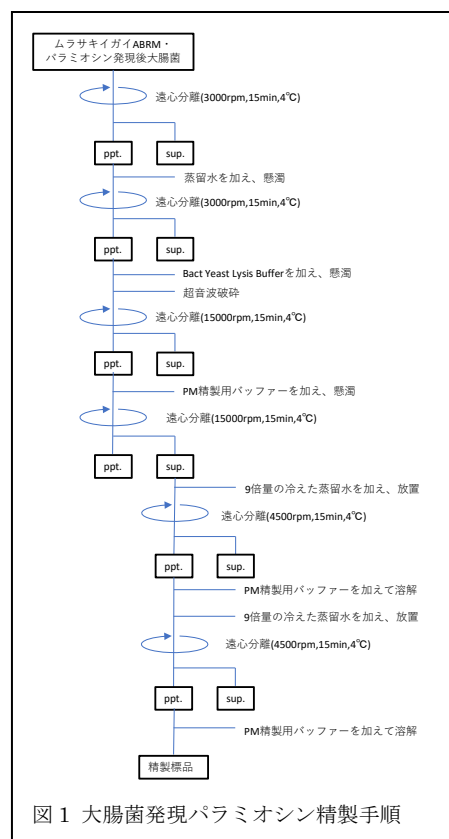 ムラサキイガイABRM・
パラミオシン発現後大腸菌
遠心分離(3000rpm,15min,4℃)
ppt.
sup.
蒸留水を加え、懸濁
遠心分離(3000rpm,15min,4℃)
ppt.
sup.
Bact Yeast Lysis Bufferを加え、懸濁
超音波破砕
遠心分離(15000rpm,15min,4℃)
ppt.
sup.
PM精製用バッファーを加え、懸濁
遠心分離(15000rpm,15min,4℃)
ppt.
sup.
9倍量の冷えた蒸留水を加え、放置
遠心分離(4500rpm,15min,4℃)
ppt.
sup.
PM精製用バッファーを加えて溶解
9倍量の冷えた蒸留水を加え、放置
遠心分離(4500rpm,15min,4℃)
ppt.
sup.
PM精製用バッファーを加えて溶解
精製標品
図1 大腸菌発現パラミオシン精製手順